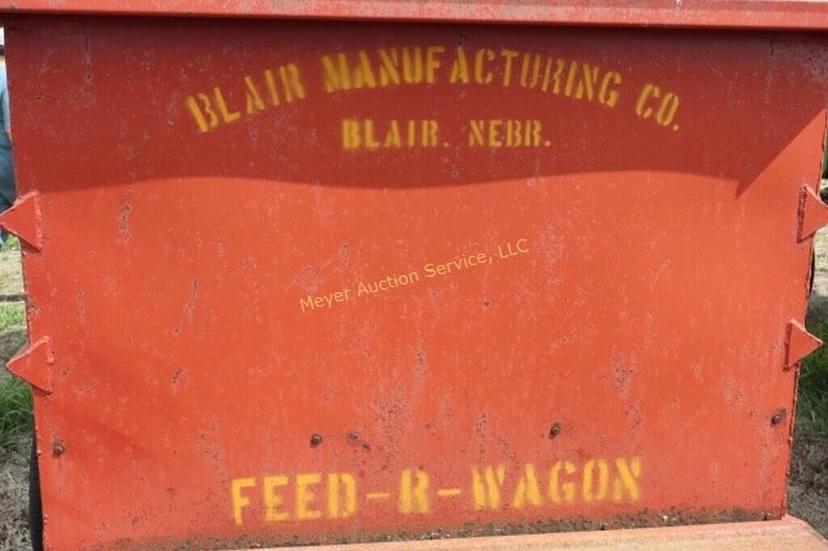 BLAIR MANUFACTURING CO.
BLAIR. NEBR.
Meyer Auction Service, LLC
FEED-R-WAGON